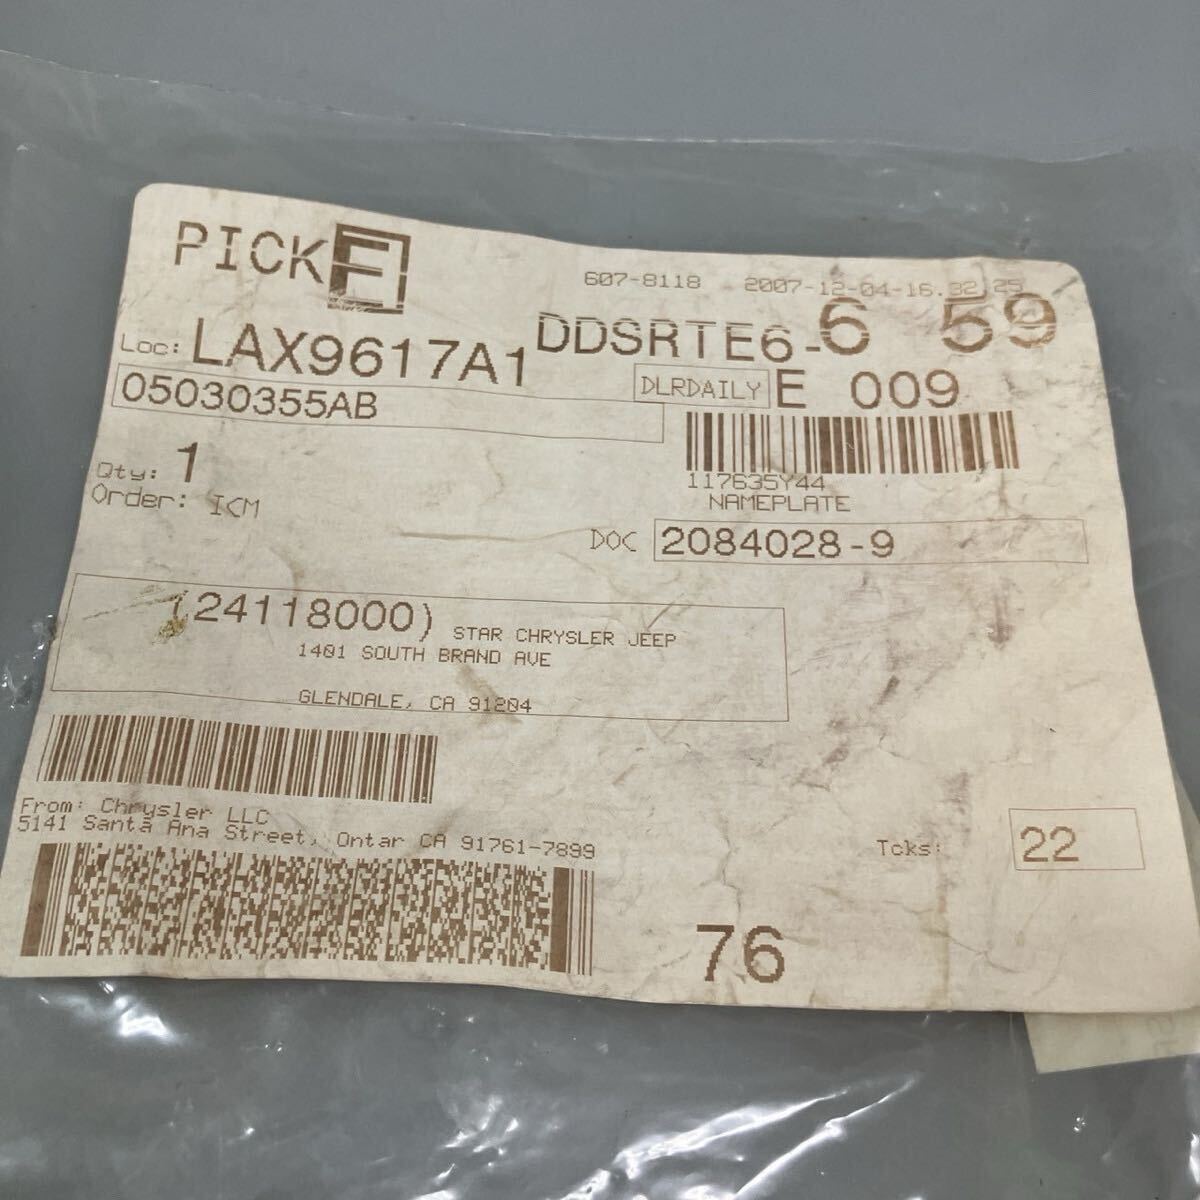 PICK E
607-8118 2007-12-04-16.32.25
Loc: LAX9617A1 DDSRTE6-6 59
05030355AB
DLRDAILY E 009
Qty: 1
117635Y44
Order: ICM
NAMEPLATE
DOC 2084028-9
(24118000) STAR CHRYSLER JEEP
1401 SOUTH BRAND AVE
GLENDALE, CA 91204
From: Chrysler LLC
5141 Santa Ana Street, Ontar CA 91761-7899
Tcks: 22
76